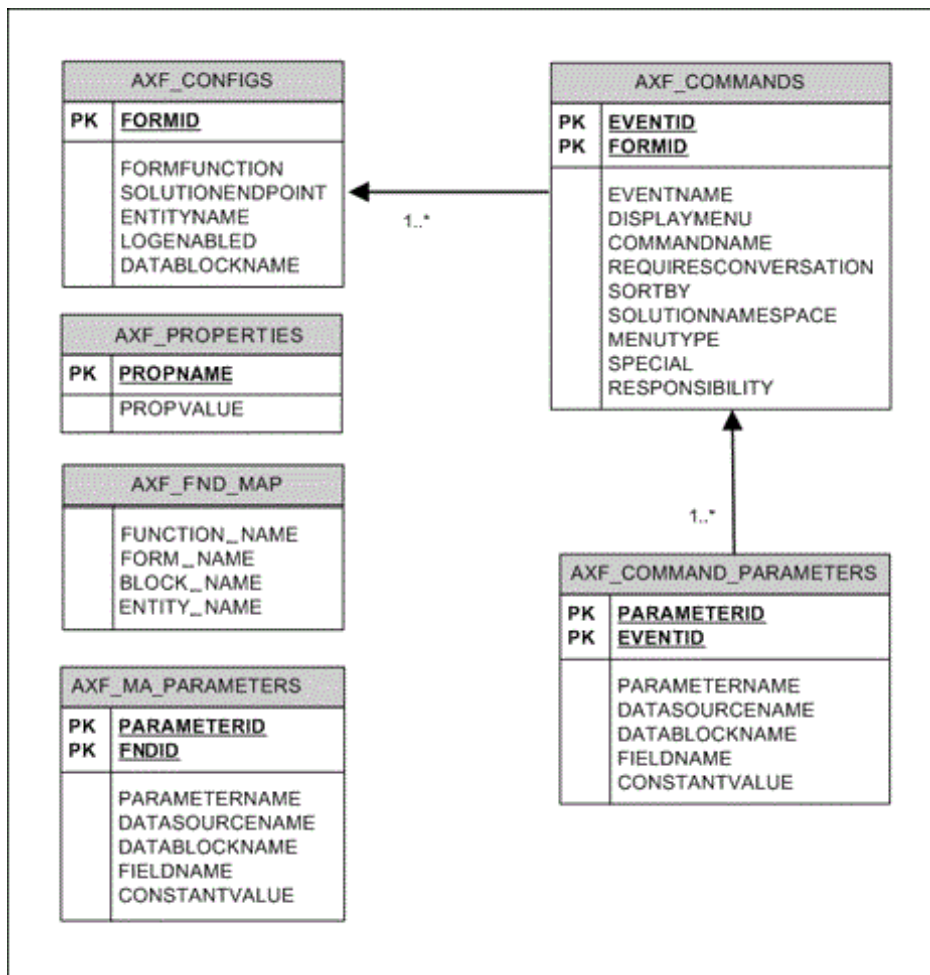 AXF_CONFIGS
PK FORMID
FORMFUNCTION
SOLUTIONENDPOINT
ENTITYNAME
LOGENABLED
DATABLOCKNAME
AXF_COMMANDS
PK EVENTID
PK FORMID
EVENTNAME
DISPLAYMENU
COMMANDNAME
REQUIRESCONVERSATION
SORTBY
SOLUTIONNAMESPACE
MENUTYPE
SPECIAL
RESPONSIBILITY
1..*
AXF_PROPERTIES
PK PROPNAME
PROPVALUE
AXF_FND_MAP
FUNCTION_NAME
FORM_NAME
BLOCK_NAME
ENTITY_NAME
1..*
AXF_COMMAND_PARAMETERS
PK PARAMETERID
PK EVENTID
PARAMETERNAME
DATASOURCENAME
DATABLOCKNAME
FIELDNAME
CONSTANTVALUE
AXF_MA_PARAMETERS
PK PARAMETERID
PK FNDID
PARAMETERNAME
DATASOURCENAME
DATABLOCKNAME
FIELDNAME
CONSTANTVALUE